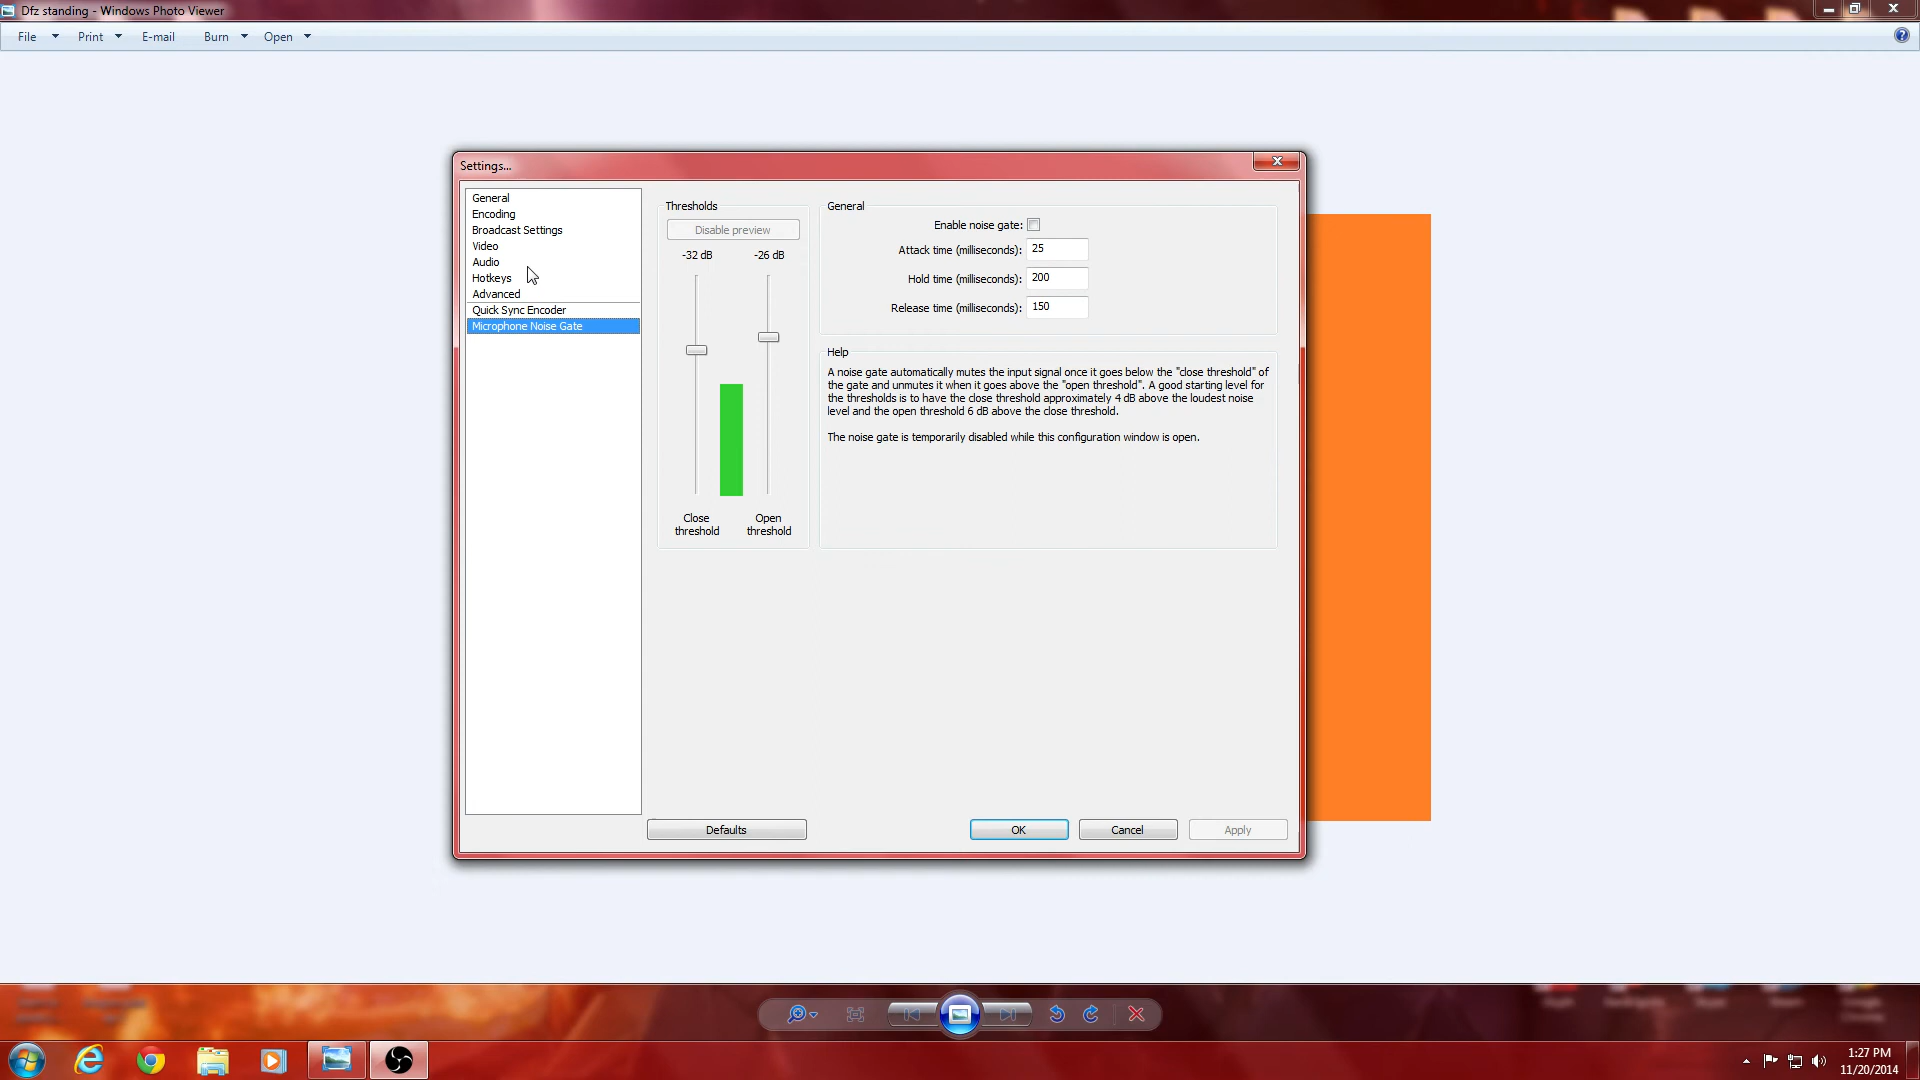 Dfz standing - Windows Photo Viewer
File Print E-mail Burn Open
Settings...
General
Encoding
Broadcast Settings
Video
Audio
Hotkeys
Advanced
Quick Sync Encoder
Microphone Noise Gate
Thresholds
Disable preview
-32 dB -26 dB
Close threshold
Open threshold
General
Enable noise gate:
Attack time (milliseconds): 25
Hold time (milliseconds): 200
Release time (milliseconds): 150
Help
A noise gate automatically mutes the input signal once it goes below the "close threshold" of
the gate and unmutes it when it goes above the "open threshold". A good starting level for
the thresholds is to have the close threshold approximately 4 dB above the loudest noise
level and the open threshold 6 dB above the close threshold.
The noise gate is temporarily disabled while this configuration window is open.
Defaults OK Cancel Apply
1:27 PM
11/20/2014